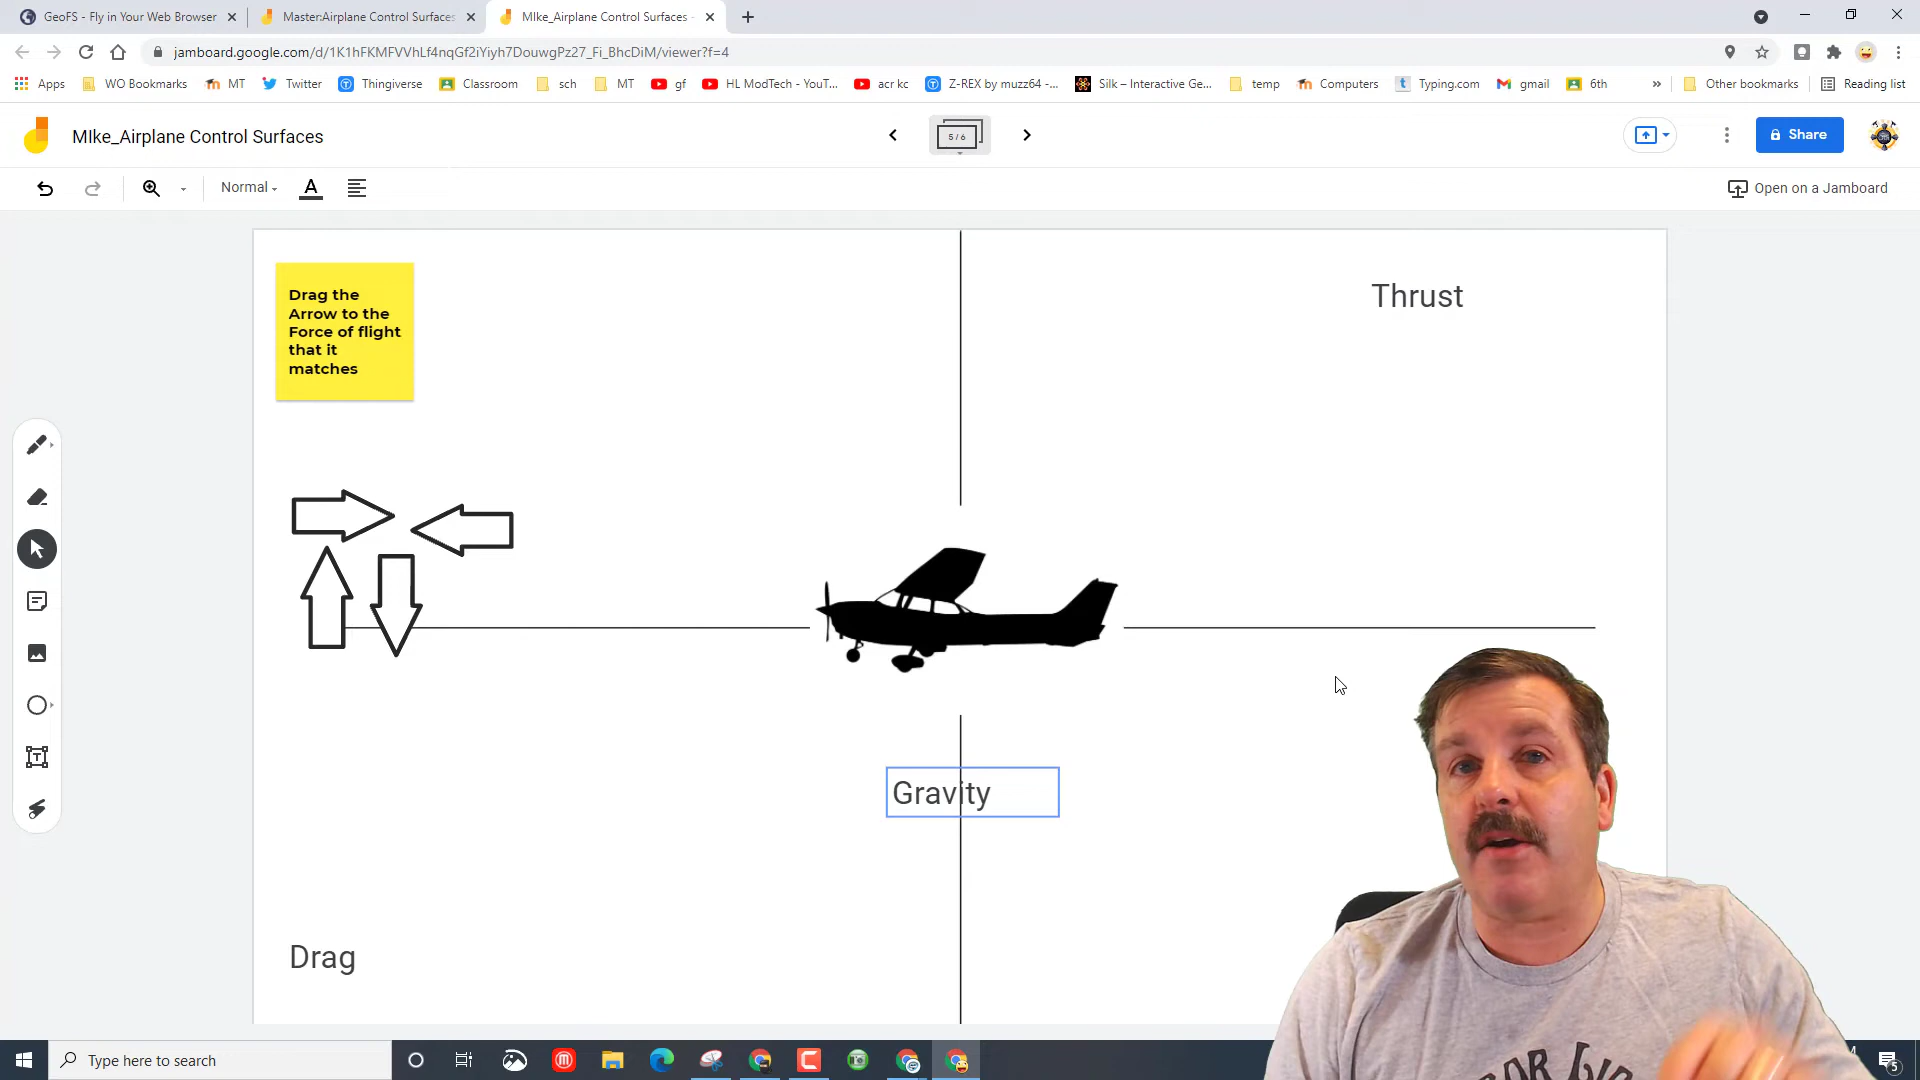 GeoFS - Fly in Your Web Browser
Master:Airplane Control Surfaces
MIke_Airplane Control Surfaces -
jamboard.google.com/d/1K1hFKMFVVhLf4nqGf2iYiyh7DouwgPz27_Fi_BhcDiM/viewer?f=4
Apps WO Bookmarks MT Twitter Thingiverse Classroom sch MT gf HL ModTech - YouT... acr kc Z-REX by muzz64 -... Silk – Interactive Ge... temp Computers Typing.com gmail 6th » Other bookmarks Reading list
MIke_Airplane Control Surfaces
5 / 6
Share
Normal
A
Open on a Jamboard
Drag the
Arrow to the
Force of flight
that it
matches
Thrust
Gravity
Drag
Type here to search
5